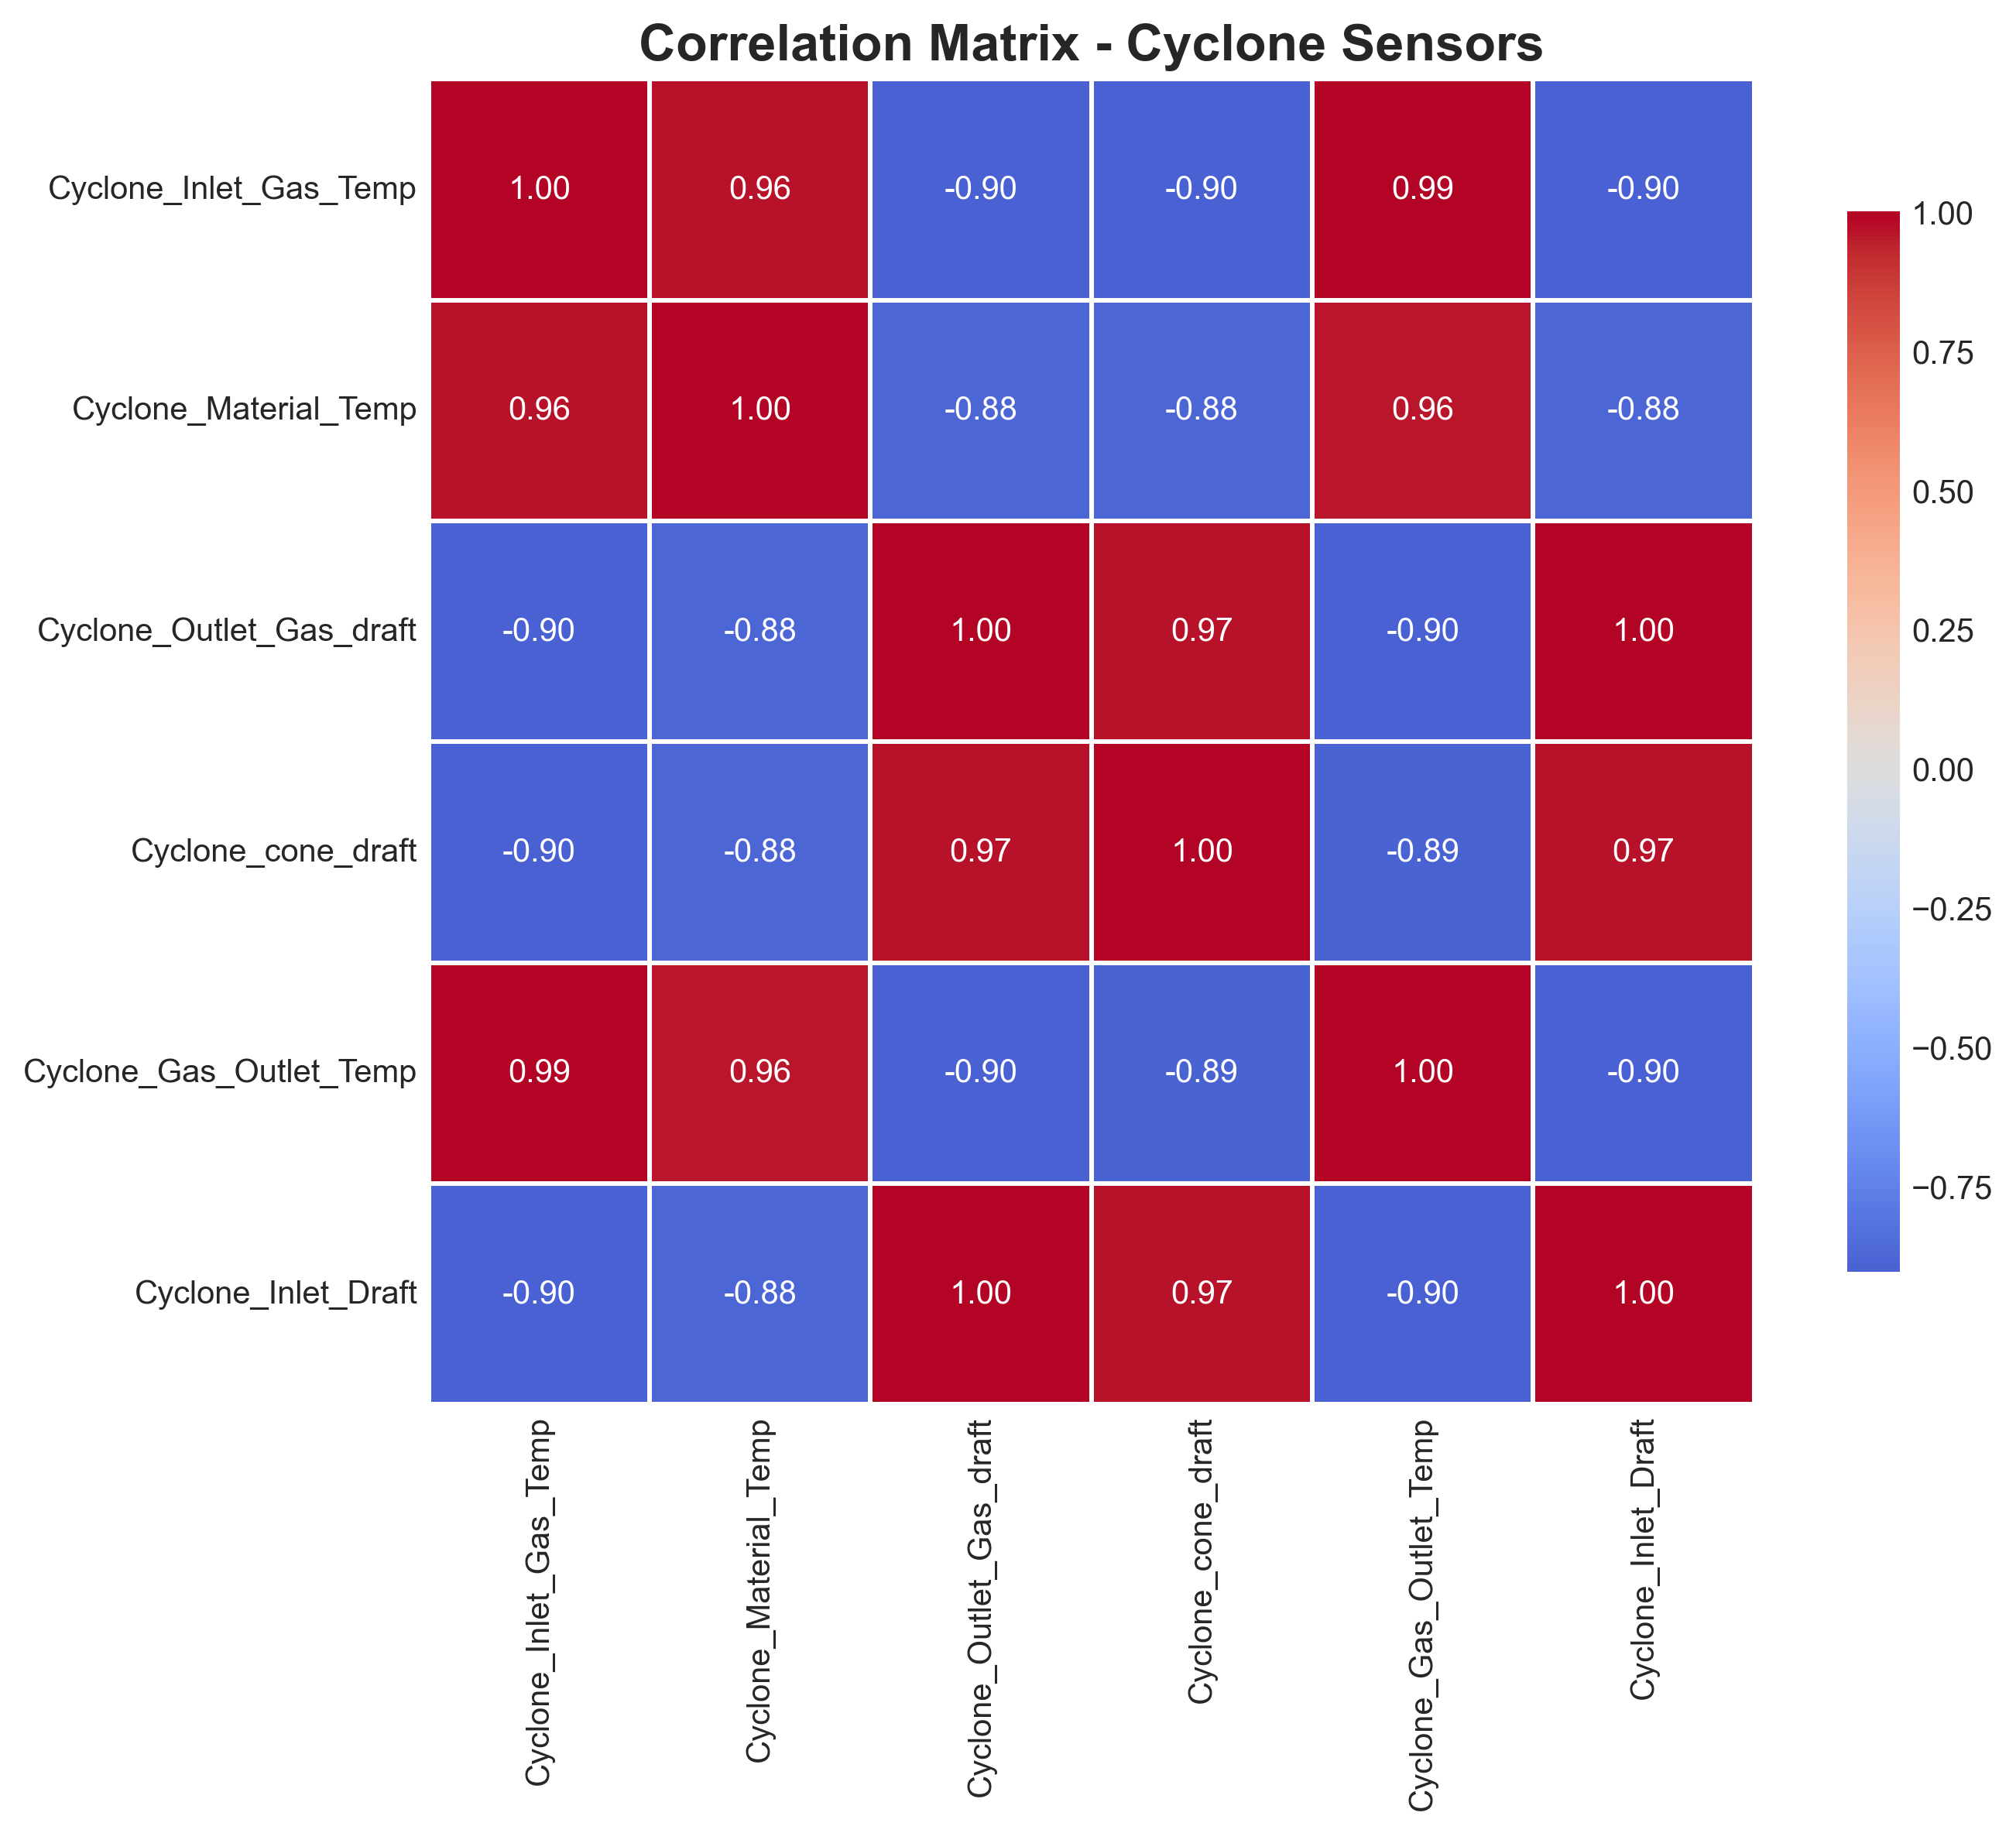 Correlation Matrix - Cyclone Sensors
Cyclone_Inlet_Gas_Temp 1.00 0.96 -0.90 -0.90 0.99 -0.90
Cyclone_Material_Temp 0.96 1.00 -0.88 -0.88 0.96 -0.88
Cyclone_Outlet_Gas_draft -0.90 -0.88 1.00 0.97 -0.90 1.00
Cyclone_cone_draft -0.90 -0.88 0.97 1.00 -0.89 0.97
Cyclone_Gas_Outlet_Temp 0.99 0.96 -0.90 -0.89 1.00 -0.90
Cyclone_Inlet_Draft -0.90 -0.88 1.00 0.97 -0.90 1.00
Cyclone_Inlet_Gas_Temp
Cyclone_Material_Temp
Cyclone_Outlet_Gas_draft
Cyclone_cone_draft
Cyclone_Gas_Outlet_Temp
Cyclone_Inlet_Draft
1.00
0.75
0.50
0.25
0.00
−0.25
−0.50
−0.75